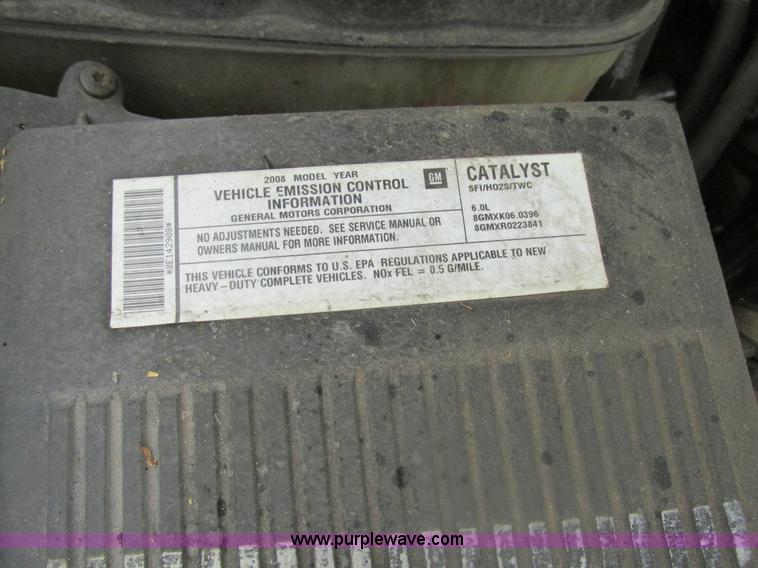 2008 MODEL YEAR
VEHICLE EMISSION CONTROL
INFORMATION
GENERAL MOTORS CORPORATION
GM
CATALYST
SFI/HO2S/TWC
6.0L
8GMXK06.0396
8GMXR0223841
NO ADJUSTMENTS NEEDED. SEE SERVICE MANUAL OR
OWNERS MANUAL FOR MORE INFORMATION.
THIS VEHICLE CONFORMS TO U.S. EPA REGULATIONS APPLICABLE TO NEW
HEAVY-DUTY COMPLETE VEHICLES. NOx FEL = 0.5 G/MILE.
*8E142908*
www.purplewave.com